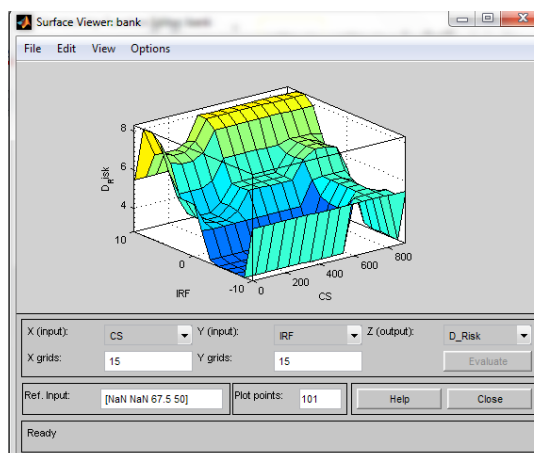 Surface Viewer: bank
File Edit View Options
8
6
4
D_Risk
10
0
-10
IRF
0
200
400
600
800
CS
X (input): CS Y (input): IRF Z (output): D_Risk
X grids: 15 Y grids: 15 Evaluate
Ref. Input: [NaN NaN 67.5 50] Plot points: 101 Help Close
Ready